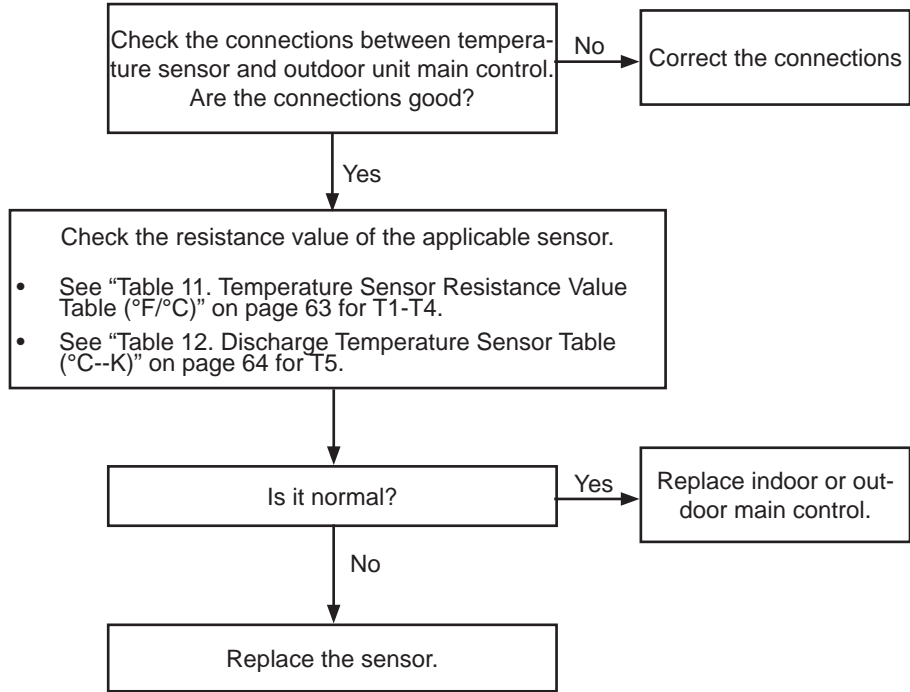 Check the connections between tempera-
ture sensor and outdoor unit main control.
Are the connections good?
No
Correct the connections
Yes
Check the resistance value of the applicable sensor.
• See “Table 11. Temperature Sensor Resistance Value
Table (°F/°C)” on page 63 for T1-T4.
• See “Table 12. Discharge Temperature Sensor Table
(°C--K)” on page 64 for T5.
Is it normal?
Yes
Replace indoor or out-
door main control.
No
Replace the sensor.